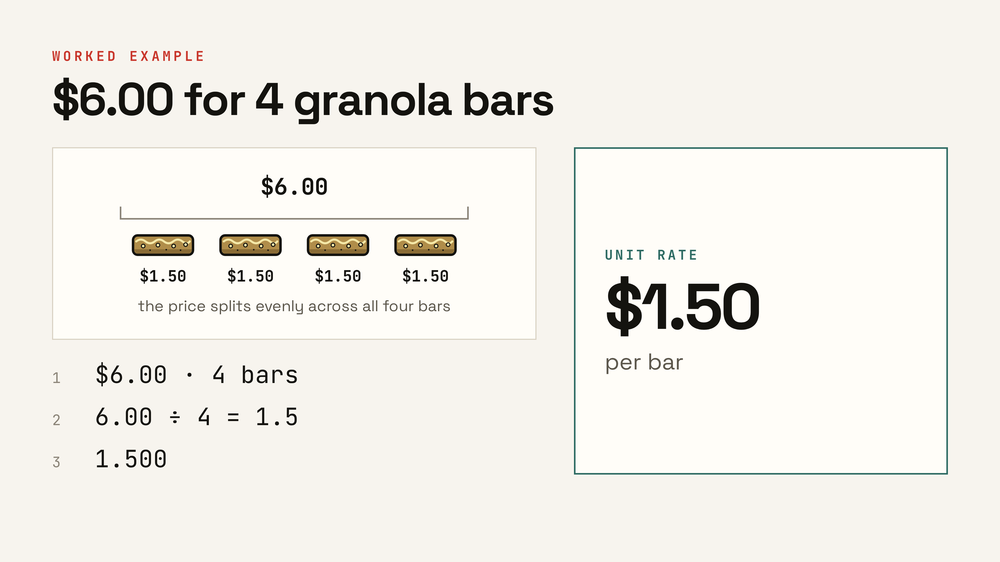 WORKED EXAMPLE
$6.00 for 4 granola bars
$6.00
$1.50 $1.50 $1.50 $1.50
the price splits evenly across all four bars
1 $6.00 · 4 bars
2 6.00 ÷ 4 = 1.5
3 1.500
UNIT RATE
$1.50
per bar